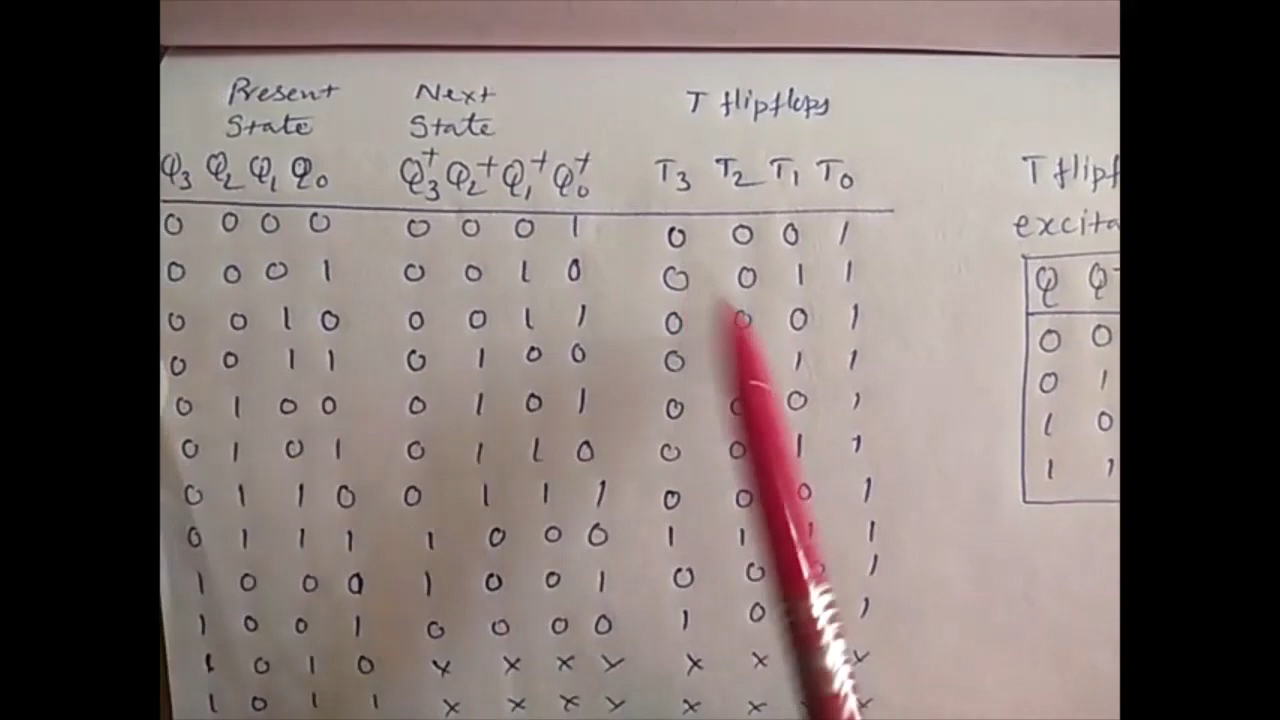 Present Next T flipflops
State State
Q3 Q2 Q1 Q0 Q3+ Q2+ Q1+ Q0+ T3 T2 T1 T0 T flipf
0 0 0 0 0 0 0 1 0 0 0 1 excita
0 0 0 1 0 0 1 0 0 0 1 1 Q Q+
0 0 1 0 0 0 1 1 0 0 0 1 0 0
0 0 1 1 0 1 0 0 0 1 1 0 1
0 1 0 0 0 1 0 1 0 0 0 1 1 0
0 1 0 1 0 1 1 0 0 0 1 1 1 1
0 1 1 0 0 1 1 1 0 0 0 1
0 1 1 1 1 0 0 0 1 1 1 1
1 0 0 0 1 0 0 1 0 0 1
1 0 0 1 0 0 0 0 1 0 1
1 0 1 0 x x x x x x x
1 0 1 1 x x x x x x x